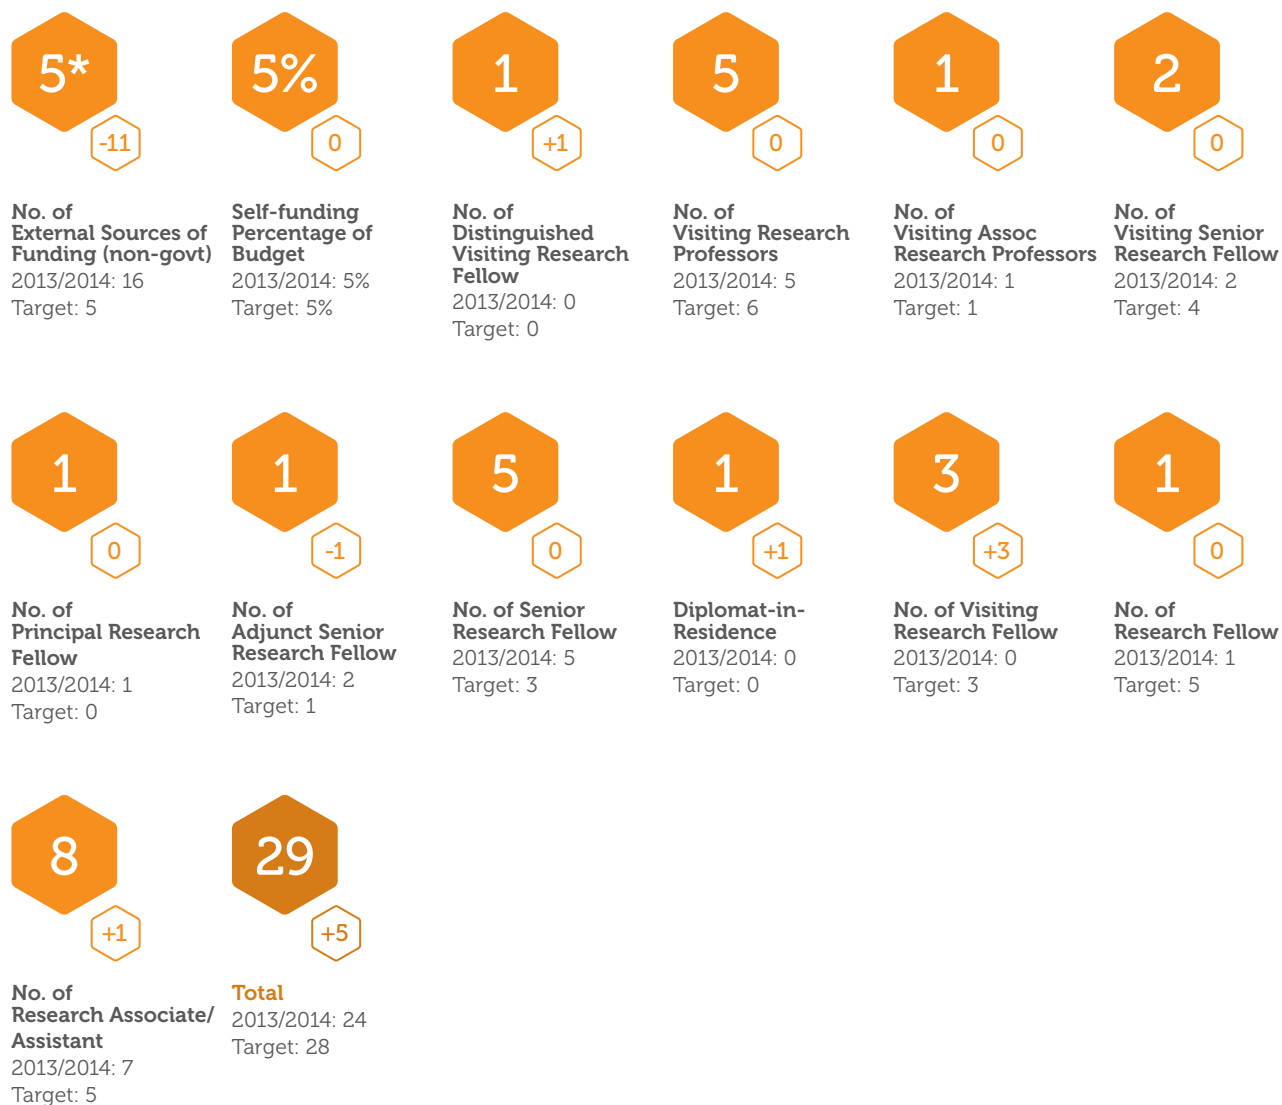 5*
-11
No. of
External Sources of
Funding (non-govt)
2013/2014: 16
Target: 5
5%
0
Self-funding
Percentage of
Budget
2013/2014: 5%
Target: 5%
1
+1
No. of
Distinguished
Visiting Research
Fellow
2013/2014: 0
Target: 0
5
0
No. of
Visiting Research
Professors
2013/2014: 5
Target: 6
1
0
No. of
Visiting Assoc
Research Professors
2013/2014: 1
Target: 1
2
0
No. of
Visiting Senior
Research Fellow
2013/2014: 2
Target: 4
1
0
No. of
Principal Research
Fellow
2013/2014: 1
Target: 0
1
-1
No. of
Adjunct Senior
Research Fellow
2013/2014: 2
Target: 1
5
0
No. of Senior
Research Fellow
2013/2014: 5
Target: 3
1
+1
Diplomat-in-
Residence
2013/2014: 0
Target: 0
3
+3
No. of Visiting
Research Fellow
2013/2014: 0
Target: 3
1
0
No. of
Research Fellow
2013/2014: 1
Target: 5
8
+1
No. of
Research Associate/
Assistant
2013/2014: 7
Target: 5
29
+5
Total
2013/2014: 24
Target: 28